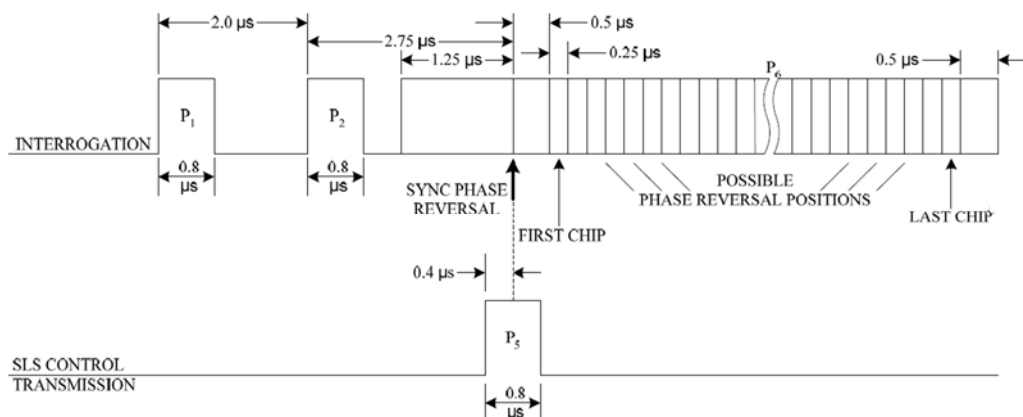 2.0 µs
0.5 µs
2.75 µs
0.25 µs
1.25 µs
P6
0.5 µs
P1
P2
INTERROGATION
0.8
µs
0.8
µs
SYNC PHASE
REVERSAL
POSSIBLE
PHASE REVERSAL POSITIONS
LAST CHIP
FIRST CHIP
0.4 µs
P5
SLS CONTROL
TRANSMISSION
0.8
µs